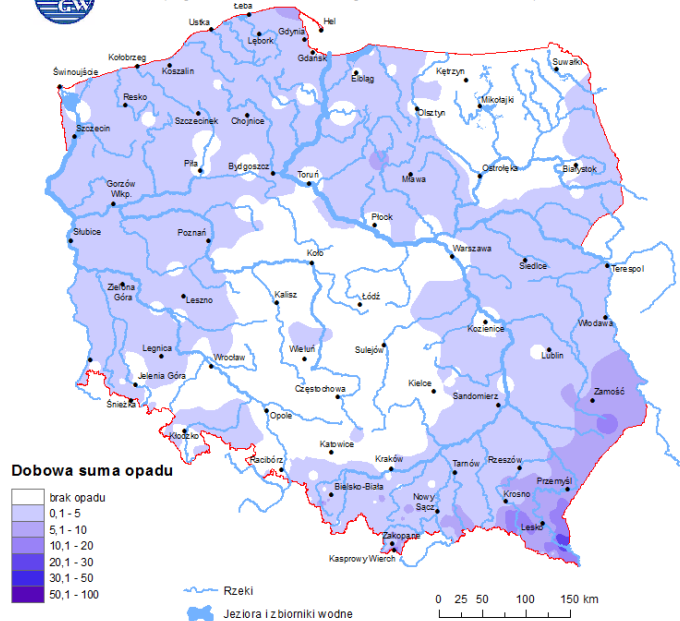 GW
Łeba
Ustka
Hel
Lębork
Gdynia
Gdańsk
Kołobrzeg
Koszalin
Elbląg
Kętrzyn
Suwałki
Świnoujście
Resko
Mikołajki
Szczecinek
Chojnice
Olsztyn
Szczecin
Piła
Bydgoszcz
Toruń
Mława
Ostrołęka
Białystok
Gorzów
Wlkp.
Płock
Słubice
Poznań
Koło
Warszawa
Siedlce
Terespol
Zielona
Góra
Leszno
Kalisz
Łódź
Kozienice
Włodawa
Legnica
Wrocław
Wieluń
Sulejów
Lublin
Jelenia Góra
Częstochowa
Kielce
Sandomierz
Zamość
Śnieżka
Opole
Kłodzko
Katowice
Racibórz
Kraków
Tarnów
Rzeszów
Bielsko-Biała
Nowy
Sącz
Krosno
Przemyśl
Lesko
Zakopane
Kasprowy Wierch
Dobowa suma opadu
brak opadu
0,1 - 5
5,1 - 10
10,1 - 20
20,1 - 30
30,1 - 50
50,1 - 100
Rzeki
Jeziora i zbiorniki wodne
0 25 50 100 150 km